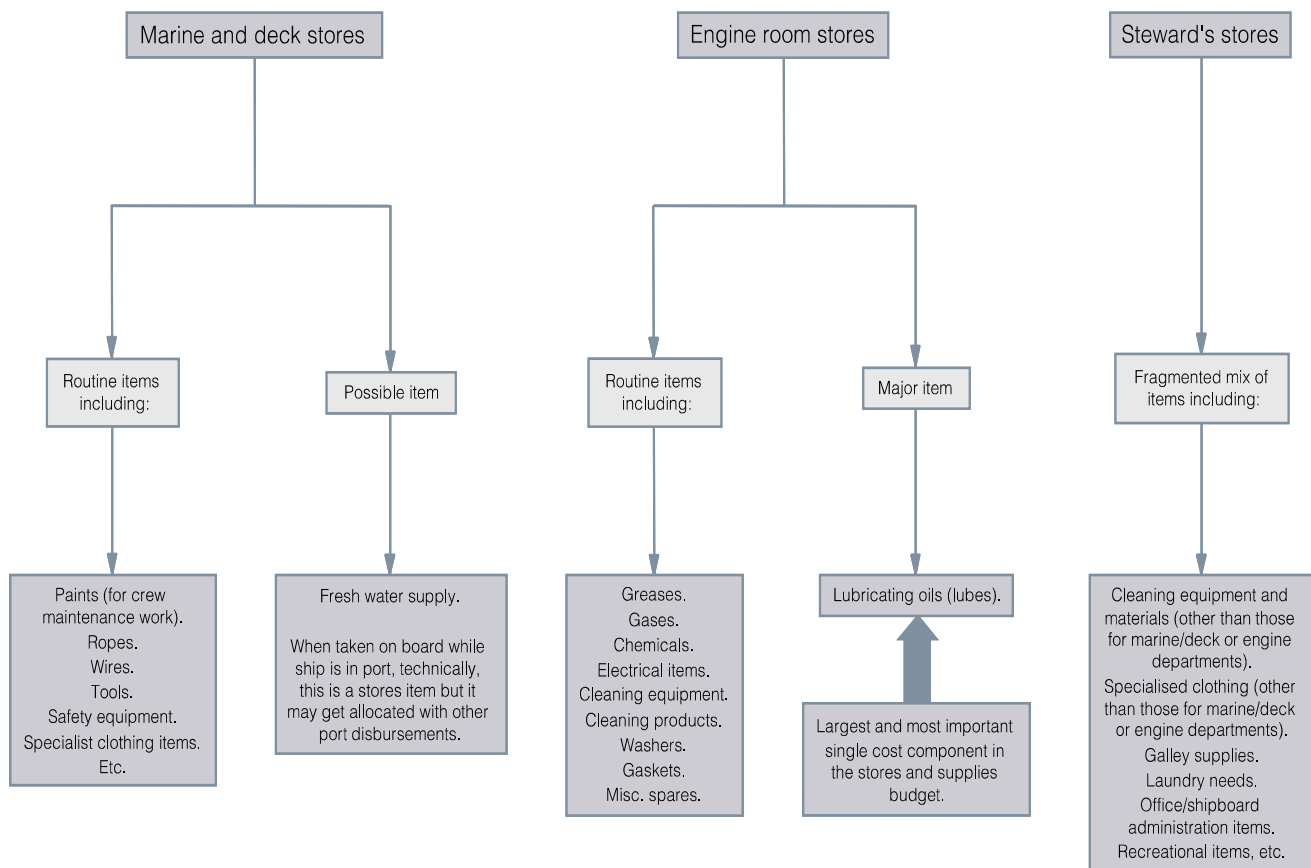 Marine and deck stores
Engine room stores
Steward's stores
Routine items
including:
Possible item
Routine items
including:
Major item
Fragmented mix of
items including:
Paints (for crew
maintenance work).
Ropes.
Wires.
Tools.
Safety equipment.
Specialist clothing items.
Etc.
Fresh water supply.
When taken on board while
ship is in port, technically,
this is a stores item but it
may get allocated with other
port disbursements.
Greases.
Gases.
Chemicals.
Electrical items.
Cleaning equipment.
Cleaning products.
Washers.
Gaskets.
Misc. spares.
Lubricating oils (lubes).
Largest and most important
single cost component in
the stores and supplies
budget.
Cleaning equipment and
materials (other than those
for marine/deck or engine
departments).
Specialised clothing (other
than those for marine/deck
or engine departments).
Galley supplies.
Laundry needs.
Office/shipboard
administration items.
Recreational items, etc.